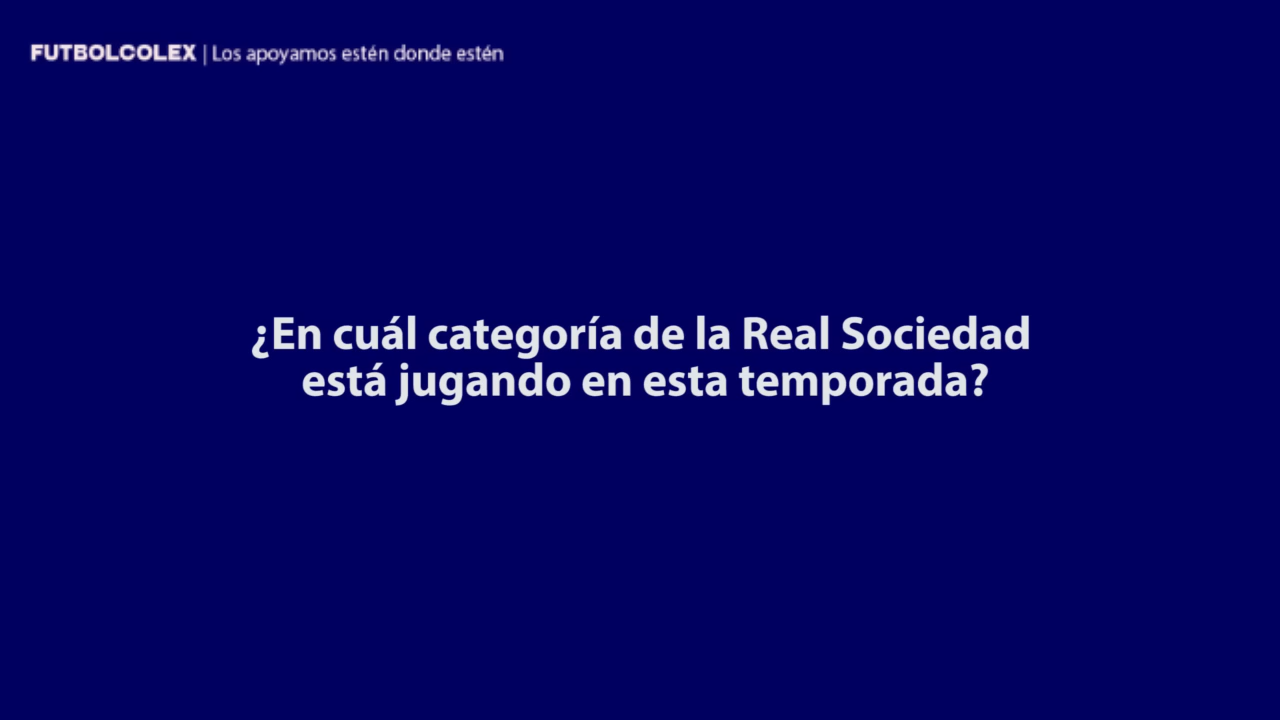 FUTBOLCOLEX | Los apoyamos estén donde estén
¿En cuál categoría de la Real Sociedad
está jugando en esta temporada?